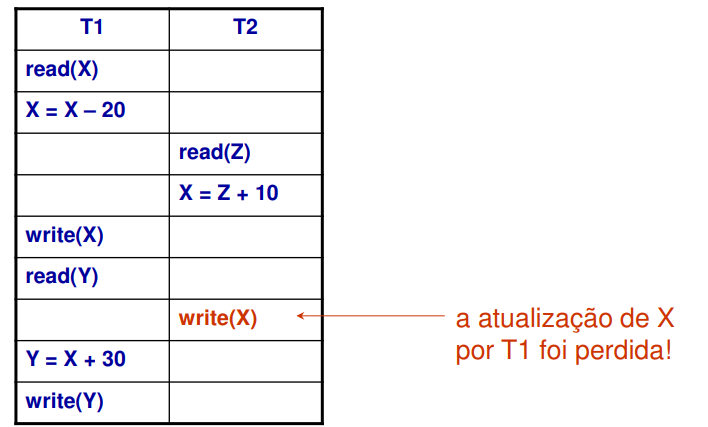 T1 T2
read(X)
X = X – 20
read(Z)
X = Z + 10
write(X)
read(Y)
write(X)
a atualização de X
por T1 foi perdida!
Y = X + 30
write(Y)